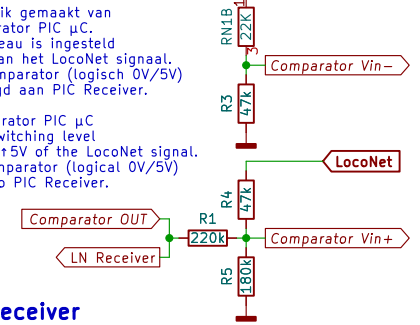 ik gemaakt van
rator PIC µC.
eau is ingesteld
an het LocoNet signaal.
mparator (logisch 0V/5V)
gd aan PIC Receiver.
rator PIC µC
witching level
↑5V of the LocoNet signal.
mparator (logical 0V/5V)
o PIC Receiver.
RN1B
22K
3
Comparator Vin-
R3
47k
LocoNet
R4
47k
Comparator OUT
R1
220k
Comparator Vin+
LN Receiver
R5
180k
eceiver